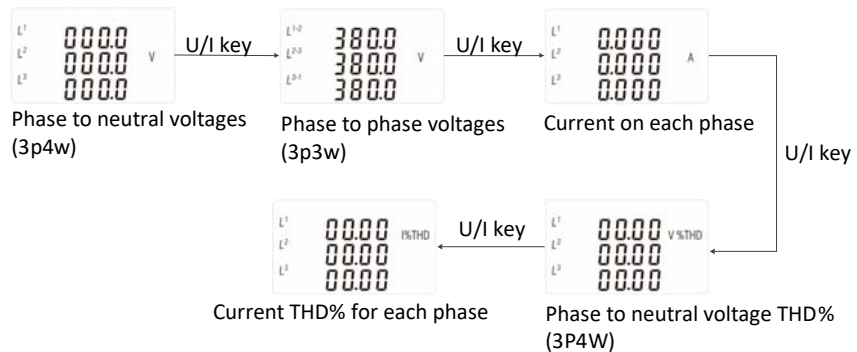 L¹ 000.0
L² 000.0 V
L³ 000.0
U/I key
L¹⁻² 380.0
L²⁻³ 380.0 V
L³⁻¹ 380.0
U/I key
L¹ 0.000
L² 0.000 A
L³ 0.000
Phase to neutral voltages
(3p4w)
Phase to phase voltages
(3p3w)
Current on each phase
U/I key
L¹ 00.00 I%THD
L² 00.00
L³ 00.00
U/I key
L¹ 00.00 V %THD
L² 00.00
L³ 00.00
Current THD% for each phase
Phase to neutral voltage THD%
(3P4W)